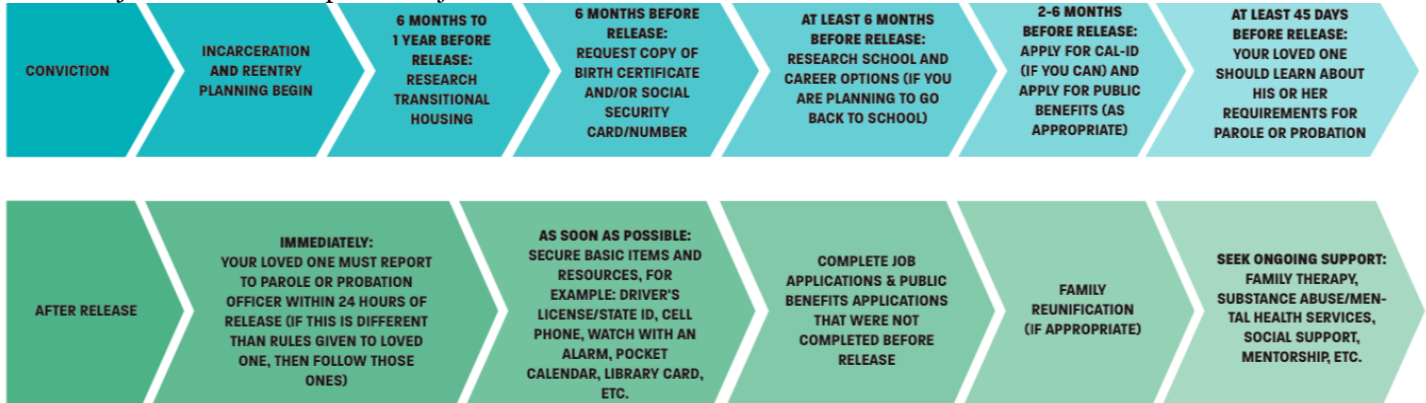 CONVICTION
INCARCERATION
AND REENTRY
PLANNING BEGIN
6 MONTHS TO
1 YEAR BEFORE
RELEASE:
RESEARCH
TRANSITIONAL
HOUSING
6 MONTHS BEFORE
RELEASE:
REQUEST COPY OF
BIRTH CERTIFICATE
AND/OR SOCIAL
SECURITY
CARD/NUMBER
AT LEAST 6 MONTHS
BEFORE RELEASE:
RESEARCH SCHOOL AND
CAREER OPTIONS (IF YOU
ARE PLANNING TO GO
BACK TO SCHOOL)
2-6 MONTHS
BEFORE RELEASE:
APPLY FOR CAL-ID
(IF YOU CAN) AND
APPLY FOR PUBLIC
BENEFITS (AS
APPROPRIATE)
AT LEAST 45 DAYS
BEFORE RELEASE:
YOUR LOVED ONE
SHOULD LEARN ABOUT
HIS OR HER
REQUIREMENTS FOR
PAROLE OR PROBATION
AFTER RELEASE
IMMEDIATELY:
YOUR LOVED ONE MUST REPORT
TO PAROLE OR PROBATION
OFFICER WITHIN 24 HOURS OF
RELEASE (IF THIS IS DIFFERENT
THAN RULES GIVEN TO LOVED
ONE, THEN FOLLOW THOSE
ONES)
AS SOON AS POSSIBLE:
SECURE BASIC ITEMS AND
RESOURCES, FOR
EXAMPLE: DRIVER'S
LICENSE/STATE ID, CELL
PHONE, WATCH WITH AN
ALARM, POCKET
CALENDAR, LIBRARY CARD,
ETC.
COMPLETE JOB
APPLICATIONS & PUBLIC
BENEFITS APPLICATIONS
THAT WERE NOT
COMPLETED BEFORE
RELEASE
FAMILY
REUNIFICATION
(IF APPROPRIATE)
SEEK ONGOING SUPPORT:
FAMILY THERAPY,
SUBSTANCE ABUSE/MEN-
TAL HEALTH SERVICES,
SOCIAL SUPPORT,
MENTORSHIP, ETC.